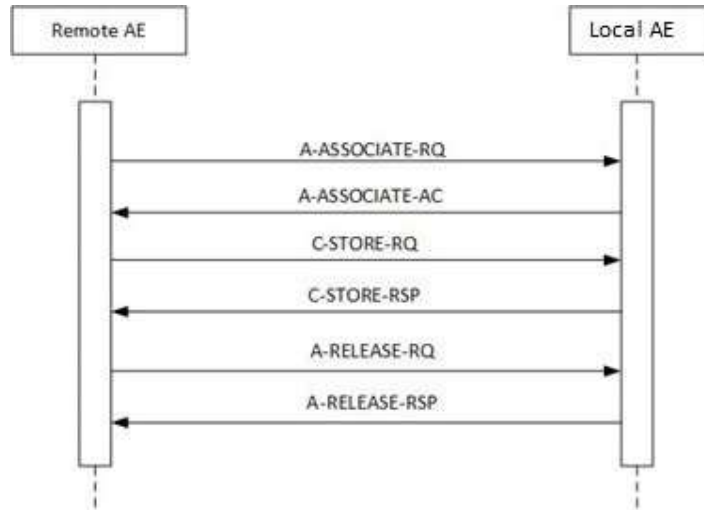 Remote AE
Local AE
A-ASSOCIATE-RQ
A-ASSOCIATE-AC
C-STORE-RQ
C-STORE-RSP
A-RELEASE-RQ
A-RELEASE-RSP